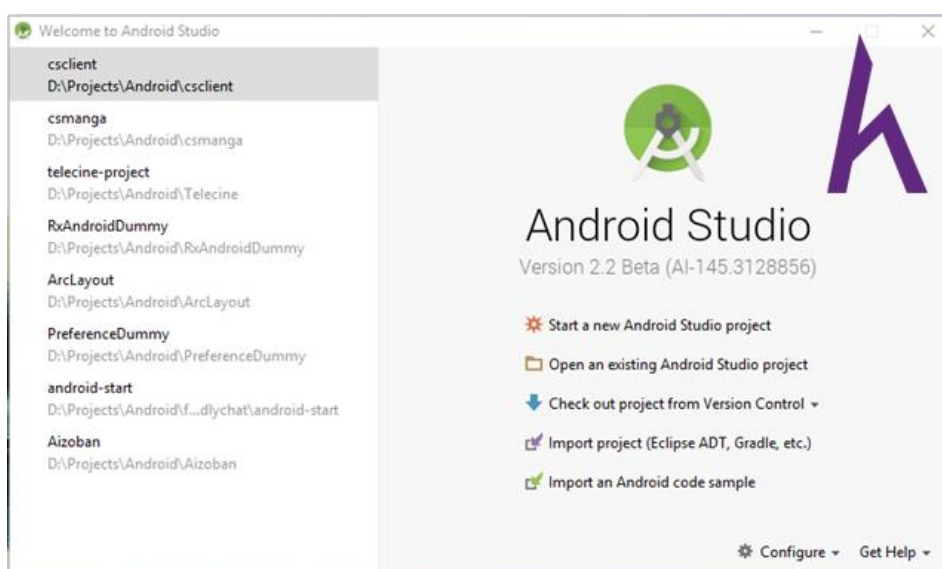 Welcome to Android Studio
csclient
D:\Projects\Android\csclient
csmanga
D:\Projects\Android\csmanga
telecine-project
D:\Projects\Android\Telecine
RxAndroidDummy
D:\Projects\Android\RxAndroidDummy
ArcLayout
D:\Projects\Android\ArcLayout
PreferenceDummy
D:\Projects\Android\PreferenceDummy
android-start
D:\Projects\Android\f...dlychat\android-start
Aizoban
D:\Projects\Android\Aizoban
Android Studio
Version 2.2 Beta (AI-145.3128856)
Start a new Android Studio project
Open an existing Android Studio project
Check out project from Version Control
Import project (Eclipse ADT, Gradle, etc.)
Import an Android code sample
Configure
Get Help